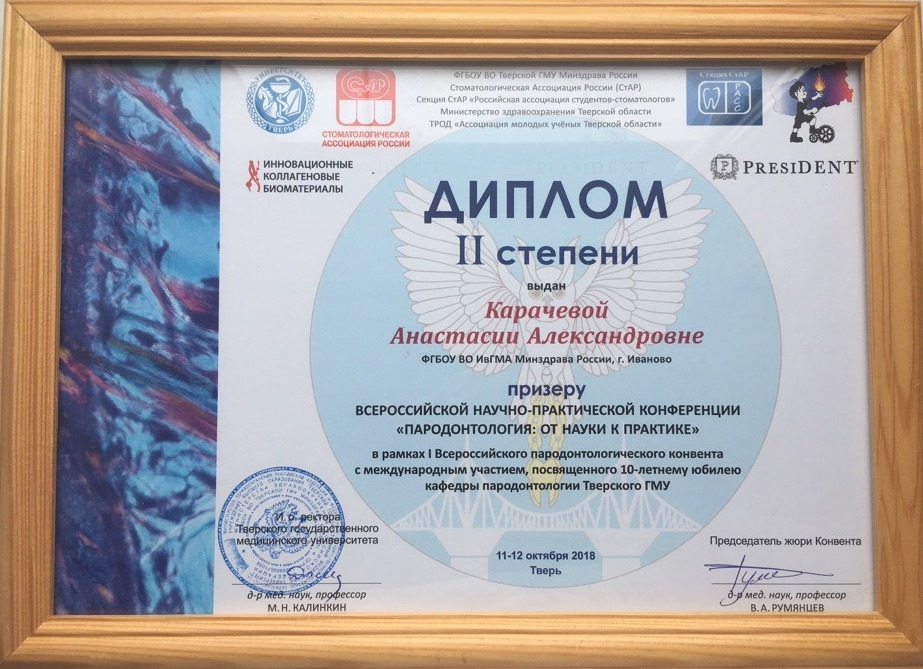 ФГБОУ ВО Тверской ГМУ Минздрава России
Стоматологическая Ассоциация России (СтАР)
Секция СтАР «Российская ассоциация студентов-стоматологов»
Министерство здравоохранения Тверской области
ТРОД «Ассоциация молодых учёных Тверской области»
УНИВЕРСИТЕТ
ТВЕРЬ
СтАР
СТОМАТОЛОГИЧЕСКАЯ
АССОЦИАЦИЯ РОССИИ
Секция СтАР
РАСС
ИННОВАЦИОННЫЕ
КОЛЛАГЕНОВЫЕ
БИОМАТЕРИАЛЫ
P
PRESIDENT
ДИПЛОМ
II степени
выдан
Карачевой
Анастасии Александровне
ФГБОУ ВО ИвГМА Минздрава России, г. Иваново
призеру
ВСЕРОССИЙСКОЙ НАУЧНО-ПРАКТИЧЕСКОЙ КОНФЕРЕНЦИИ
«ПАРОДОНТОЛОГИЯ: ОТ НАУКИ К ПРАКТИКЕ»
в рамках I Всероссийского пародонтологического конвента
с международным участием, посвященного 10-летнему юбилею
кафедры пародонтологии Тверского ГМУ
И. о. ректора
Тверского государственного
медицинского университета
д-р мед. наук, профессор
М. Н. КАЛИНКИН
11-12 октября 2018
Тверь
Председатель жюри Конвента
д-р мед. наук, профессор
В. А. РУМЯНЦЕВ